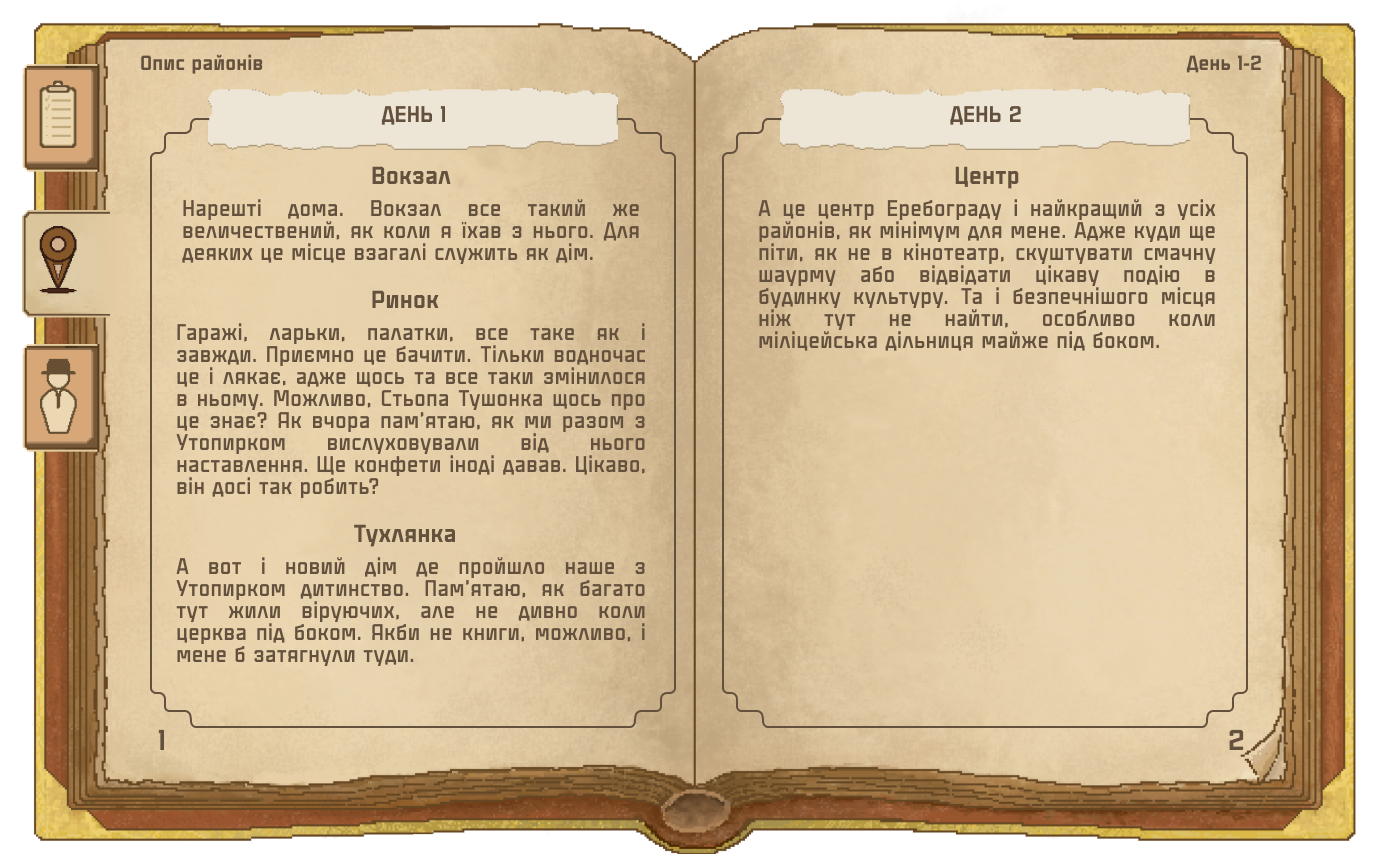 Опис районів
День 1-2
ДЕНЬ 1
Вокзал
Нарешті дома. Вокзал все такий же
величествений, як коли я їхав з нього. Для
деяких це місце взагалі служить як дім.
Ринок
Гаражі, ларьки, палатки, все таке як і
завжди. Приємно це бачити. Тільки водночас
це і лякає, адже щось та все таки змінилося
в ньому. Можливо, Стьопа Тушонка щось про
це знає? Як вчора пам'ятаю, як ми разом з
Утопирком вислуховували від нього
наставлення. Ще конфети іноді давав. Цікаво,
він досі так робить?
Тухлянка
А вот і новий дім де пройшло наше з
Утопирком дитинство. Пам'ятаю, як багато
тут жили віруючих, але не дивно коли
церква під боком. Якби не книги, можливо, і
мене б затягнули туди.
1
ДЕНЬ 2
Центр
А це центр Еребограду і найкращий з усіх
районів, як мінімум для мене. Адже куди ще
піти, як не в кінотеатр, скуштувати смачну
шаурму або відвідати цікаву подію в
будинку культуру. Та і безпечнішого місця
ніж тут не найти, особливо коли
міліцейська дільниця майже під боком.
2